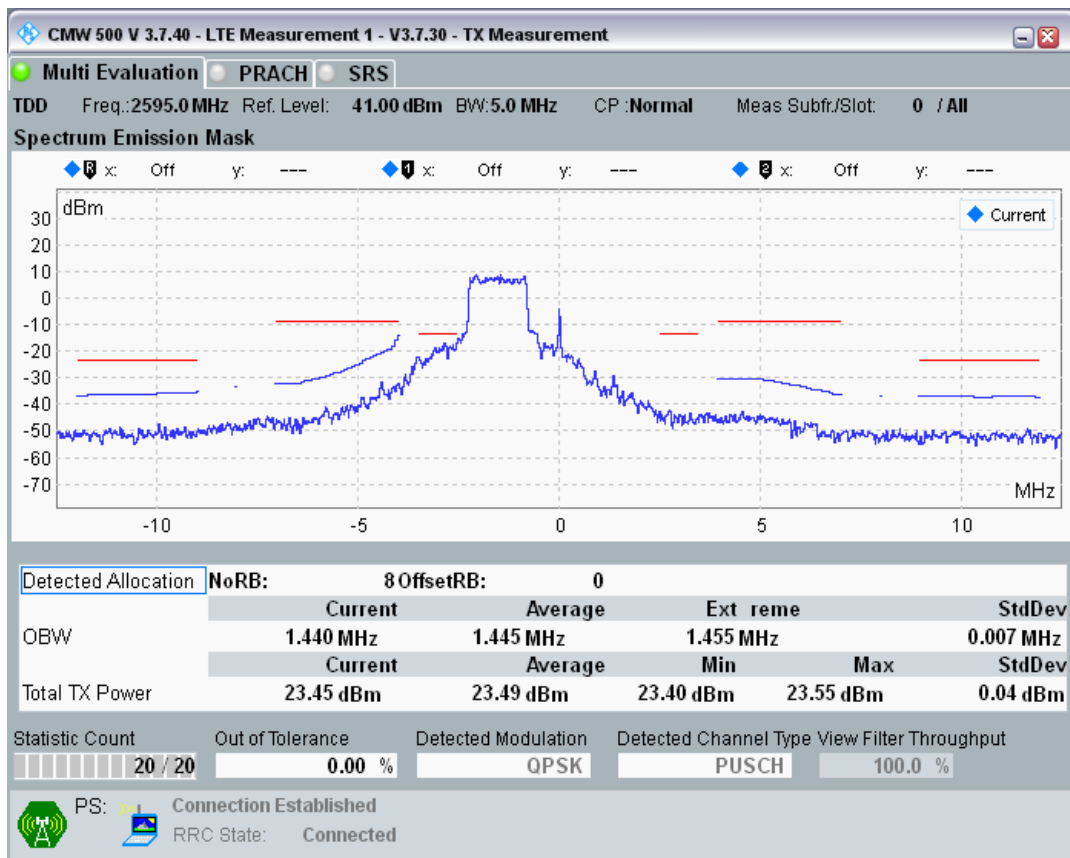 CMW 500 V 3.7.40 - LTE Measurement 1 - V3.7.30 - TX Measurement
Multi Evaluation PRACH SRS
TDD Freq.:2595.0 MHz Ref. Level: 41.00 dBm BW:5.0 MHz CP :Normal Meas Subfr./Slot: 0 / All
Spectrum Emission Mask
R x: Off y: --- 1 x: Off y: --- 2 x: Off y: ---
dBm
Current
30
20
10
0
-10
-20
-30
-40
-50
-60
-70
MHz
-10 -5 0 5 10
Detected Allocation NoRB: 8 OffsetRB: 0
Current Average Ext reme StdDev
OBW 1.440 MHz 1.445 MHz 1.455 MHz 0.007 MHz
Current Average Min Max StdDev
Total TX Power 23.45 dBm 23.49 dBm 23.40 dBm 23.55 dBm 0.04 dBm
Statistic Count Out of Tolerance Detected Modulation Detected Channel Type View Filter Throughput
20 / 20 0.00 % QPSK PUSCH 100.0 %
PS: Connection Established
RRC State: Connected